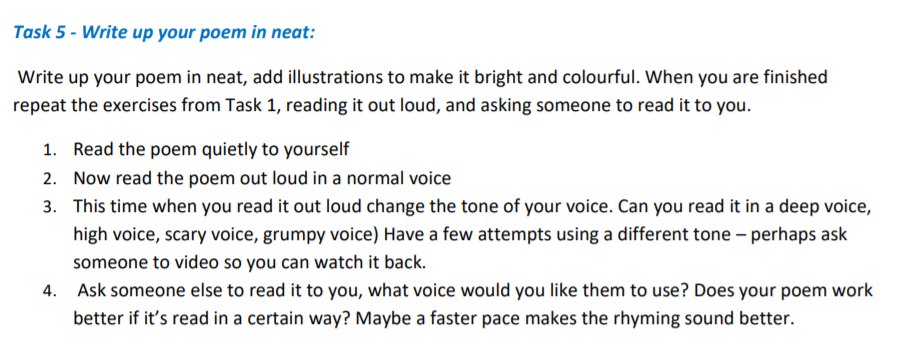 Task 5 - Write up your poem in neat:
Write up your poem in neat, add illustrations to make it bright and colourful. When you are finished
repeat the exercises from Task 1, reading it out loud, and asking someone to read it to you.
1. Read the poem quietly to yourself
2. Now read the poem out loud in a normal voice
3. This time when you read it out loud change the tone of your voice. Can you read it in a deep voice,
high voice, scary voice, grumpy voice) Have a few attempts using a different tone – perhaps ask
someone to video so you can watch it back.
4. Ask someone else to read it to you, what voice would you like them to use? Does your poem work
better if it’s read in a certain way? Maybe a faster pace makes the rhyming sound better.